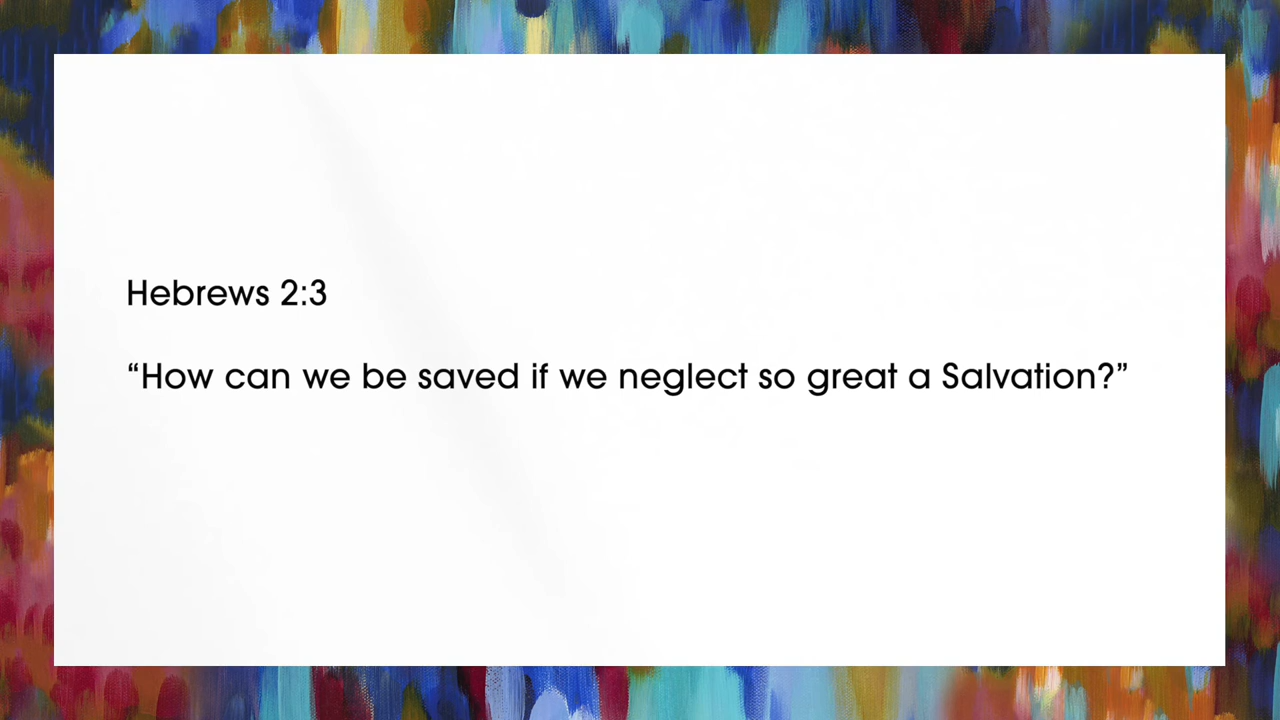 Hebrews 2:3
“How can we be saved if we neglect so great a Salvation?”